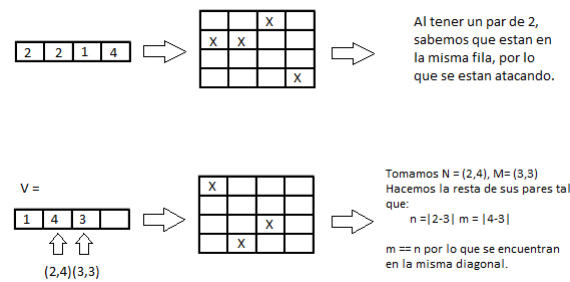 X
Al tener un par de 2,
sabemos que estan en
la misma fila, por lo
que se estan atacando.
2 2 1 4
X X
X
V =
Tomamos N = (2,4), M= (3,3)
Hacemos la resta de sus pares tal
que:
n =|2-3| m = |4-3|
m == n por lo que se encuentran
en la misma diagonal.
X
1 4 3
X
X
(2,4)(3,3)